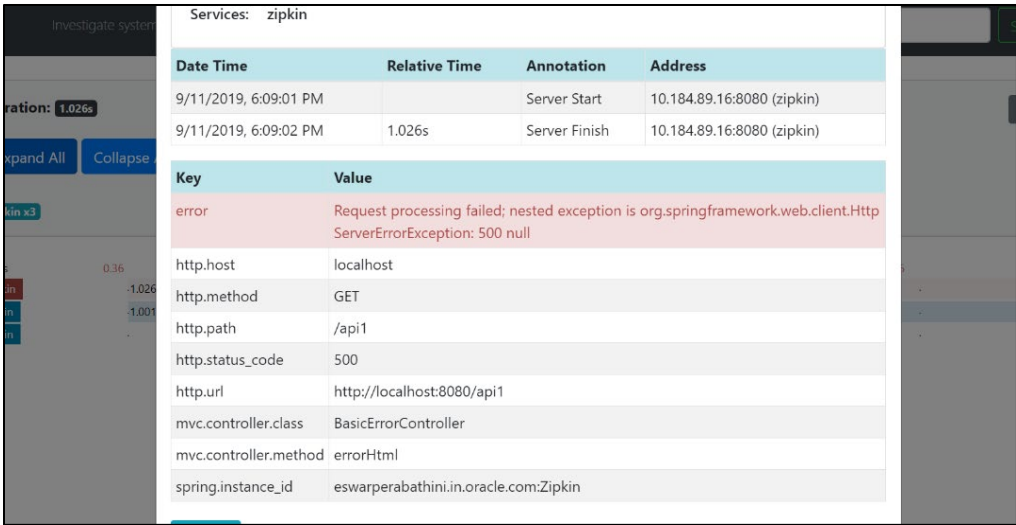 Investigate system
Services: zipkin
Date Time Relative Time Annotation Address
9/11/2019, 6:09:01 PM Server Start 10.184.89.16:8080 (zipkin)
ration: 1.026s
9/11/2019, 6:09:02 PM 1.026s Server Finish 10.184.89.16:8080 (zipkin)
xpand All Collapse
Key Value
kin x3
error Request processing failed; nested exception is org.springframework.web.client.Http
ServerErrorException: 500 null
http.host localhost
0.36
http.method GET
-1.026
-1.001
http.path /api1
http.status_code 500
http.url http://localhost:8080/api1
mvc.controller.class BasicErrorController
mvc.controller.method errorHtml
spring.instance_id eswarperabathini.in.oracle.com:Zipkin